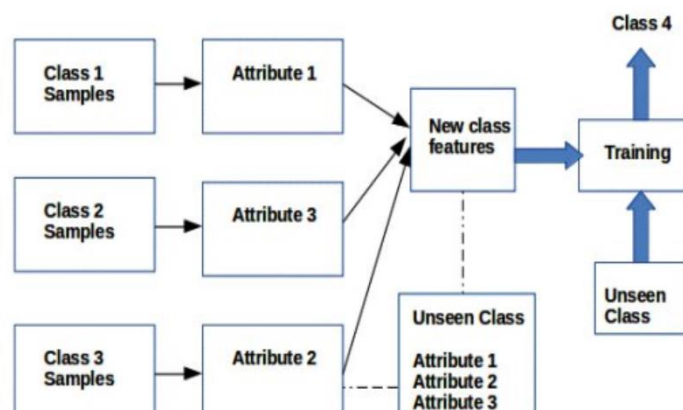 Class 4
Class 1
Samples
Attribute 1
New class
features
Training
Class 2
Samples
Attribute 3
Unseen
Class
Class 3
Samples
Attribute 2
Unseen Class
Attribute 1
Attribute 2
Attribute 3